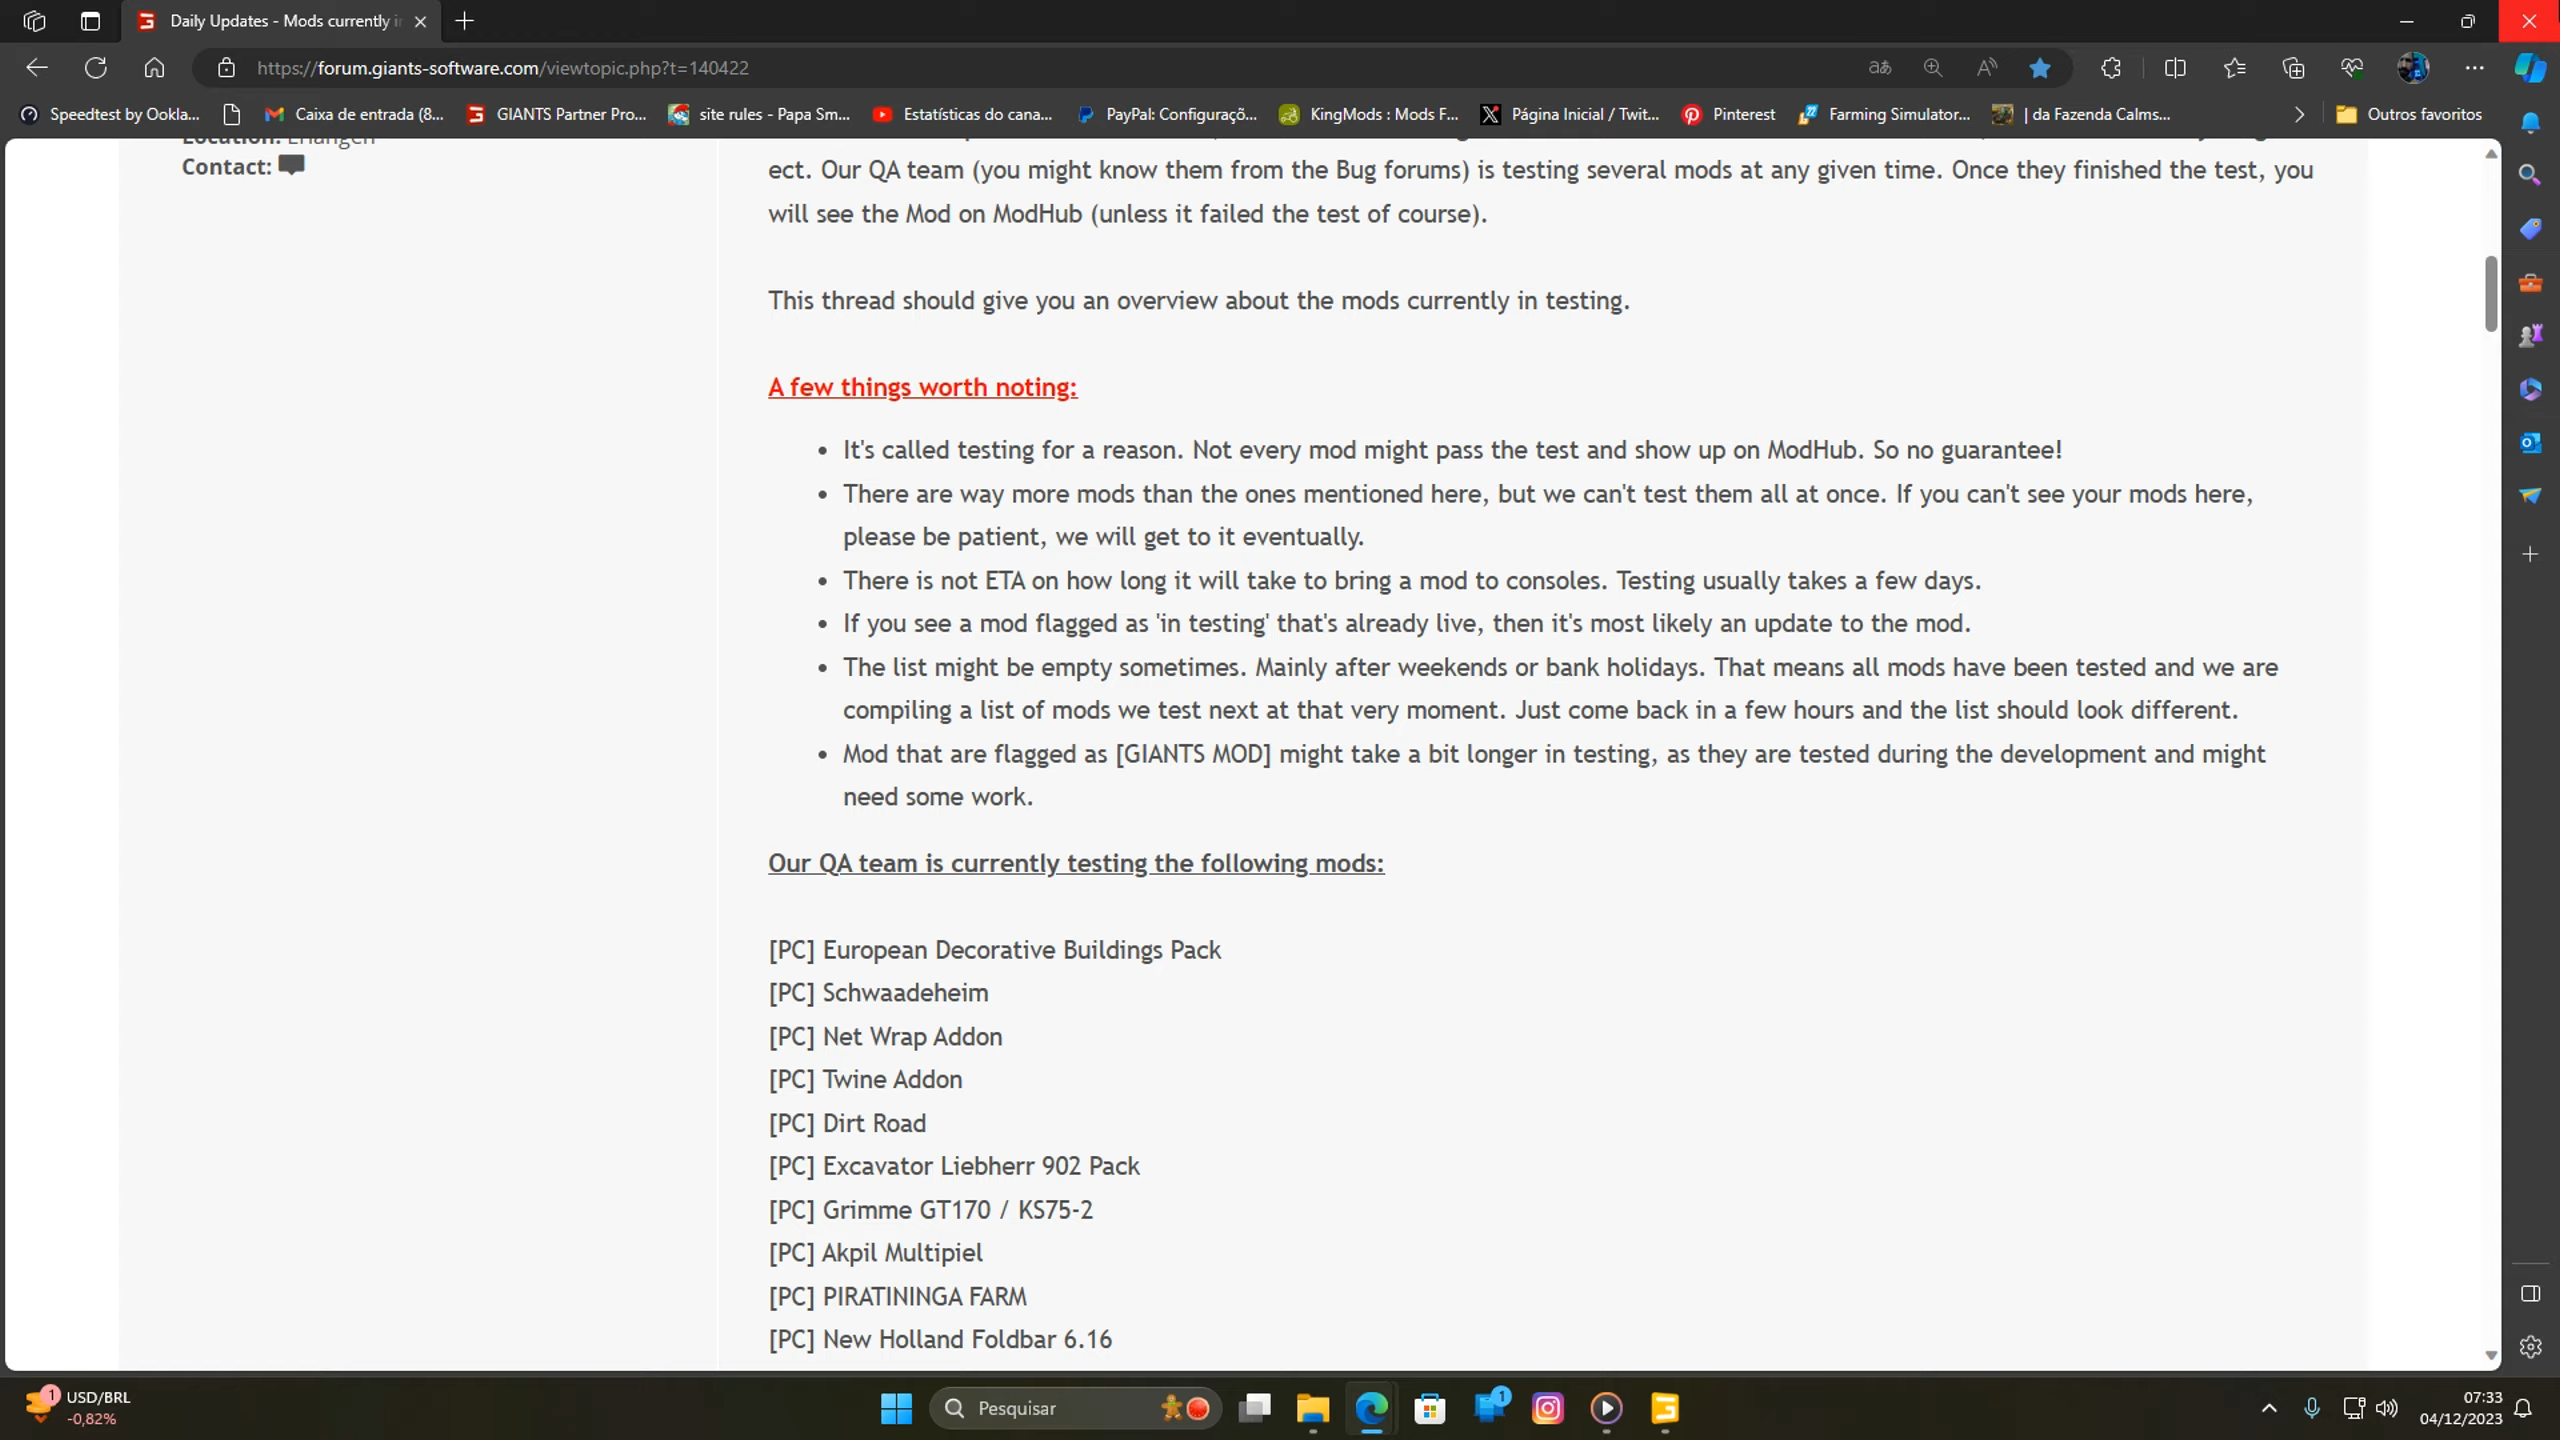 Daily Updates - Mods currently i
https://forum.giants-software.com/viewtopic.php?t=140422
Speedtest by Ookla...
Caixa de entrada (8...
GIANTS Partner Pro...
site rules - Papa Sm...
Estatísticas do cana...
PayPal: Configuraçõ...
KingMods : Mods F...
Página Inicial / Twit...
Pinterest
Farming Simulator...
| da Fazenda Calms...
Outros favoritos
Location: Erlangen
Contact:
ect. Our QA team (you might know them from the Bug forums) is testing several mods at any given time. Once they finished the test, you
will see the Mod on ModHub (unless it failed the test of course).
This thread should give you an overview about the mods currently in testing.
A few things worth noting:
• It's called testing for a reason. Not every mod might pass the test and show up on ModHub. So no guarantee!
• There are way more mods than the ones mentioned here, but we can't test them all at once. If you can't see your mods here,
please be patient, we will get to it eventually.
• There is not ETA on how long it will take to bring a mod to consoles. Testing usually takes a few days.
• If you see a mod flagged as 'in testing' that's already live, then it's most likely an update to the mod.
• The list might be empty sometimes. Mainly after weekends or bank holidays. That means all mods have been tested and we are
compiling a list of mods we test next at that very moment. Just come back in a few hours and the list should look different.
• Mod that are flagged as [GIANTS MOD] might take a bit longer in testing, as they are tested during the development and might
need some work.
Our QA team is currently testing the following mods:
[PC] European Decorative Buildings Pack
[PC] Schwaadeheim
[PC] Net Wrap Addon
[PC] Twine Addon
[PC] Dirt Road
[PC] Excavator Liebherr 902 Pack
[PC] Grimme GT170 / KS75-2
[PC] Akpil Multipiel
[PC] PIRATININGA FARM
[PC] New Holland Foldbar 6.16
1
USD/BRL
-0,82%
Pesquisar
1
07:33
04/12/2023